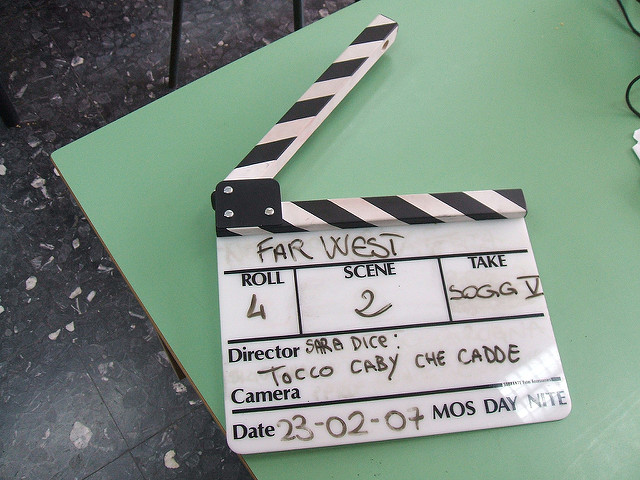 FAR WEST
ROLL SCENE TAKE
4 2 SOGG V
Director SARA DICE:
TOCCO CABY CHE CADDE
Camera
Date 23-02-07 MOS DAY NITE